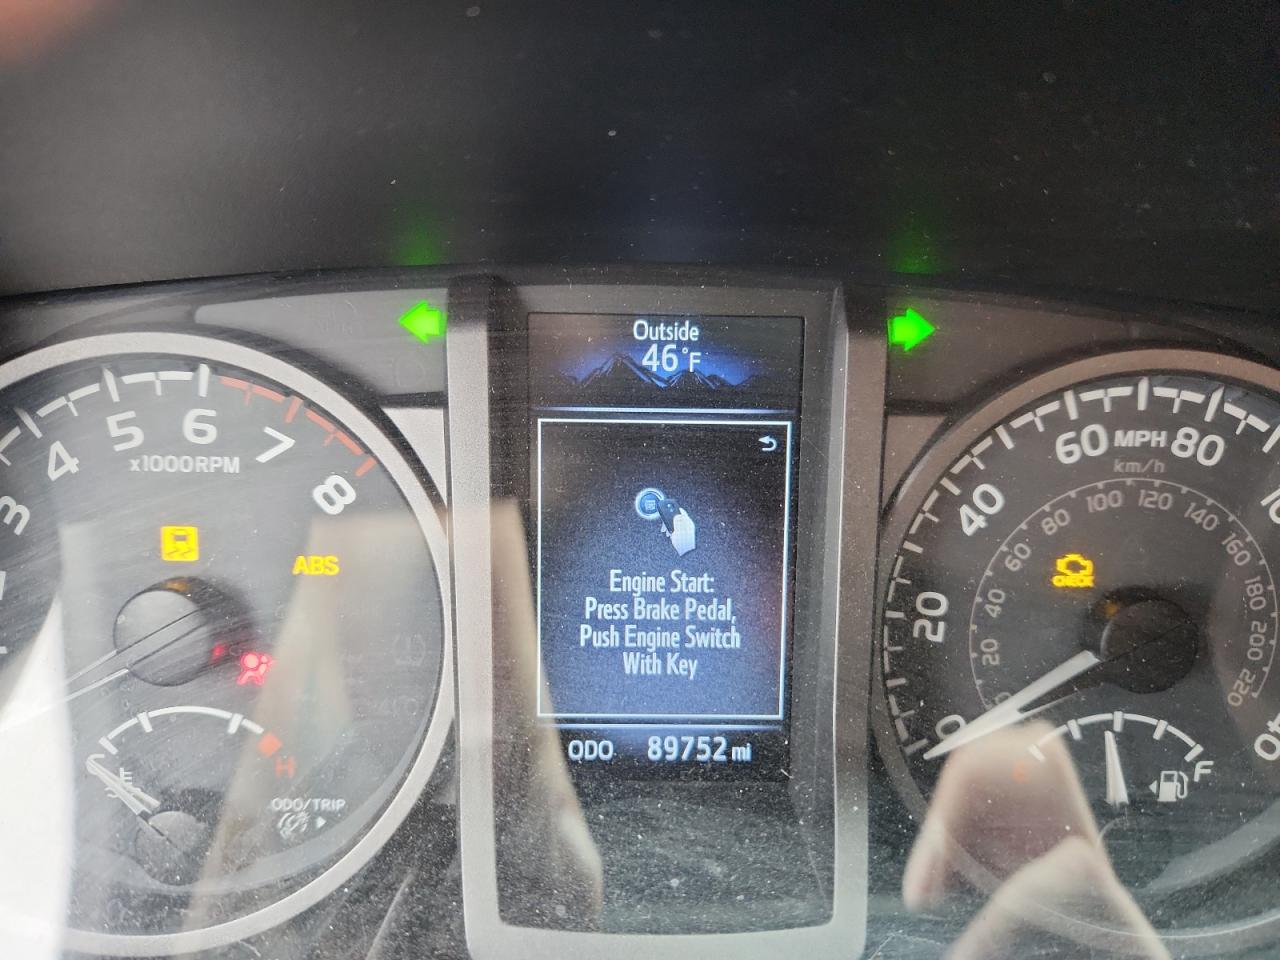 Outside
46°F
Engine Start:
Press Brake Pedal,
Push Engine Switch
With Key
ODO 89752 mi
3
4
5
6
7
8
x1000RPM
ABS
H
ODO/TRIP
0
20
40
60
MPH
80
km/h
20
40
60
80
100
120
140
160
180
200
220
CHECK
F